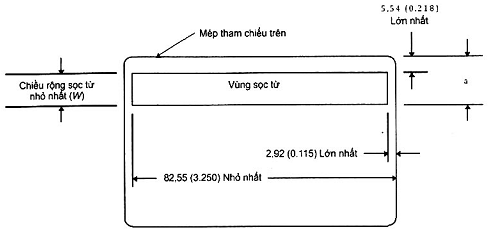 5.54 (0.218)
Lớn nhất
Mép tham chiếu trên
Chiều rộng sọc từ
nhỏ nhất (W)
Vùng sọc từ
a
2,92 (0.115) Lớn nhất
82,55 (3.250) Nhỏ nhất